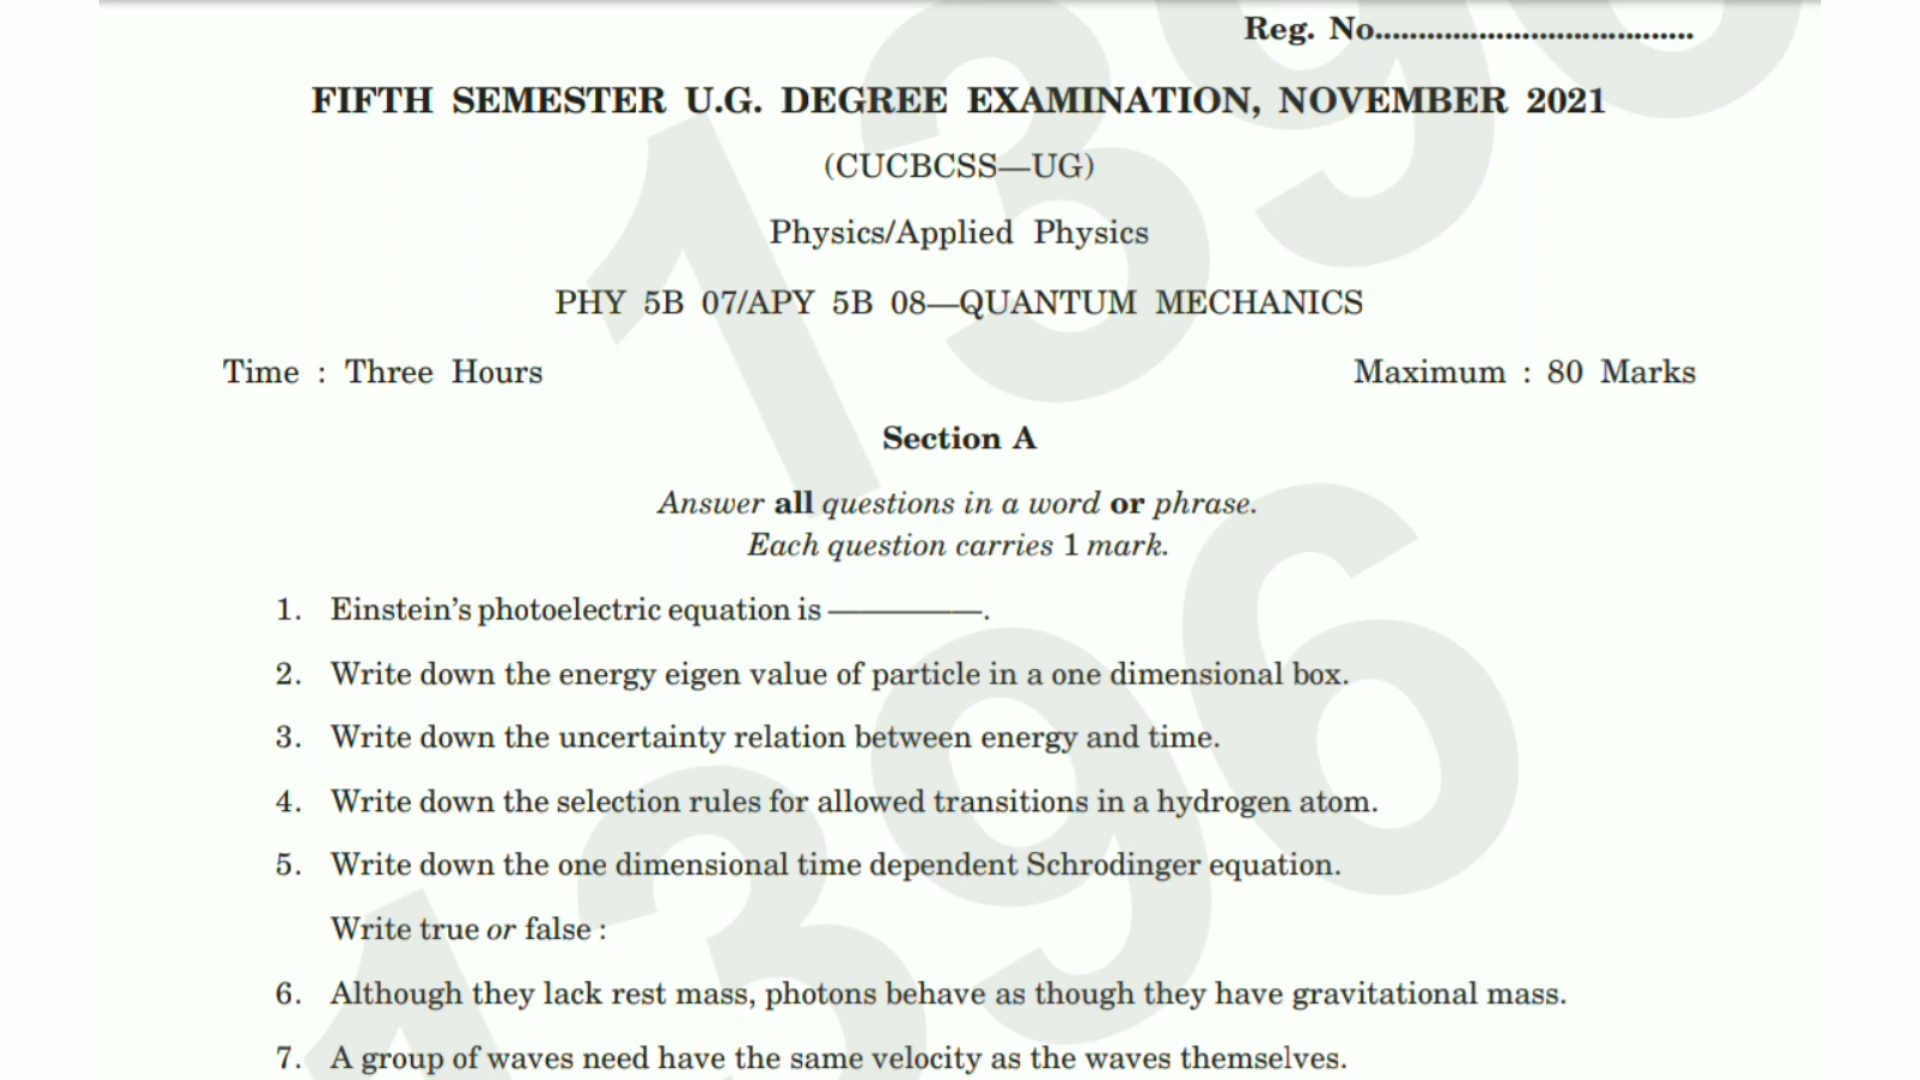 Reg. No.....................................
FIFTH SEMESTER U.G. DEGREE EXAMINATION, NOVEMBER 2021
(CUCBCSS—UG)
Physics/Applied Physics
PHY 5B 07/APY 5B 08—QUANTUM MECHANICS
Time : Three Hours
Maximum : 80 Marks
Section A
Answer all questions in a word or phrase.
Each question carries 1 mark.
1. Einstein's photoelectric equation is ————.
2. Write down the energy eigen value of particle in a one dimensional box.
3. Write down the uncertainty relation between energy and time.
4. Write down the selection rules for allowed transitions in a hydrogen atom.
5. Write down the one dimensional time dependent Schrodinger equation.
Write true or false :
6. Although they lack rest mass, photons behave as though they have gravitational mass.
7. A group of waves need have the same velocity as the waves themselves.
1396
1396